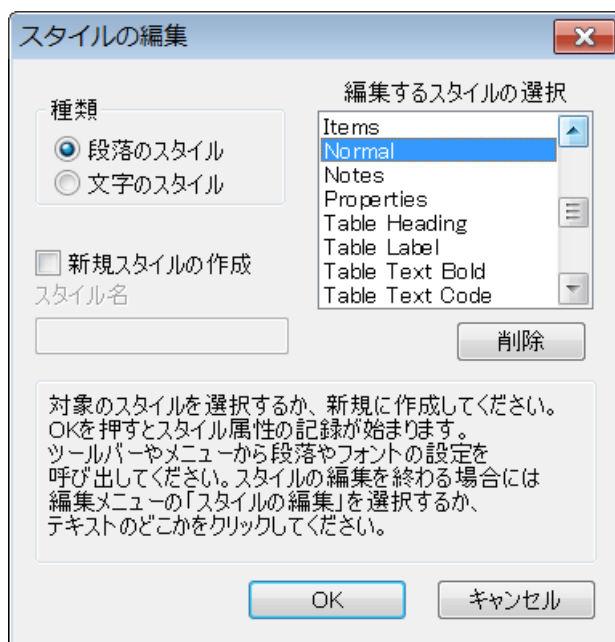 スタイルの編集
種類
段落のスタイル
文字のスタイル
新規スタイルの作成
スタイル名
編集するスタイルの選択
Items
Normal
Notes
Properties
Table Heading
Table Label
Table Text Bold
Table Text Code
削除
対象のスタイルを選択するか、新規に作成してください。
OKを押すとスタイル属性の記録が始まります。
ツールバーやメニューから段落やフォントの設定を
呼び出してください。スタイルの編集を終わる場合には
編集メニューの「スタイルの編集」を選択するか、
テキストのどこかをクリックしてください。
OK
キャンセル